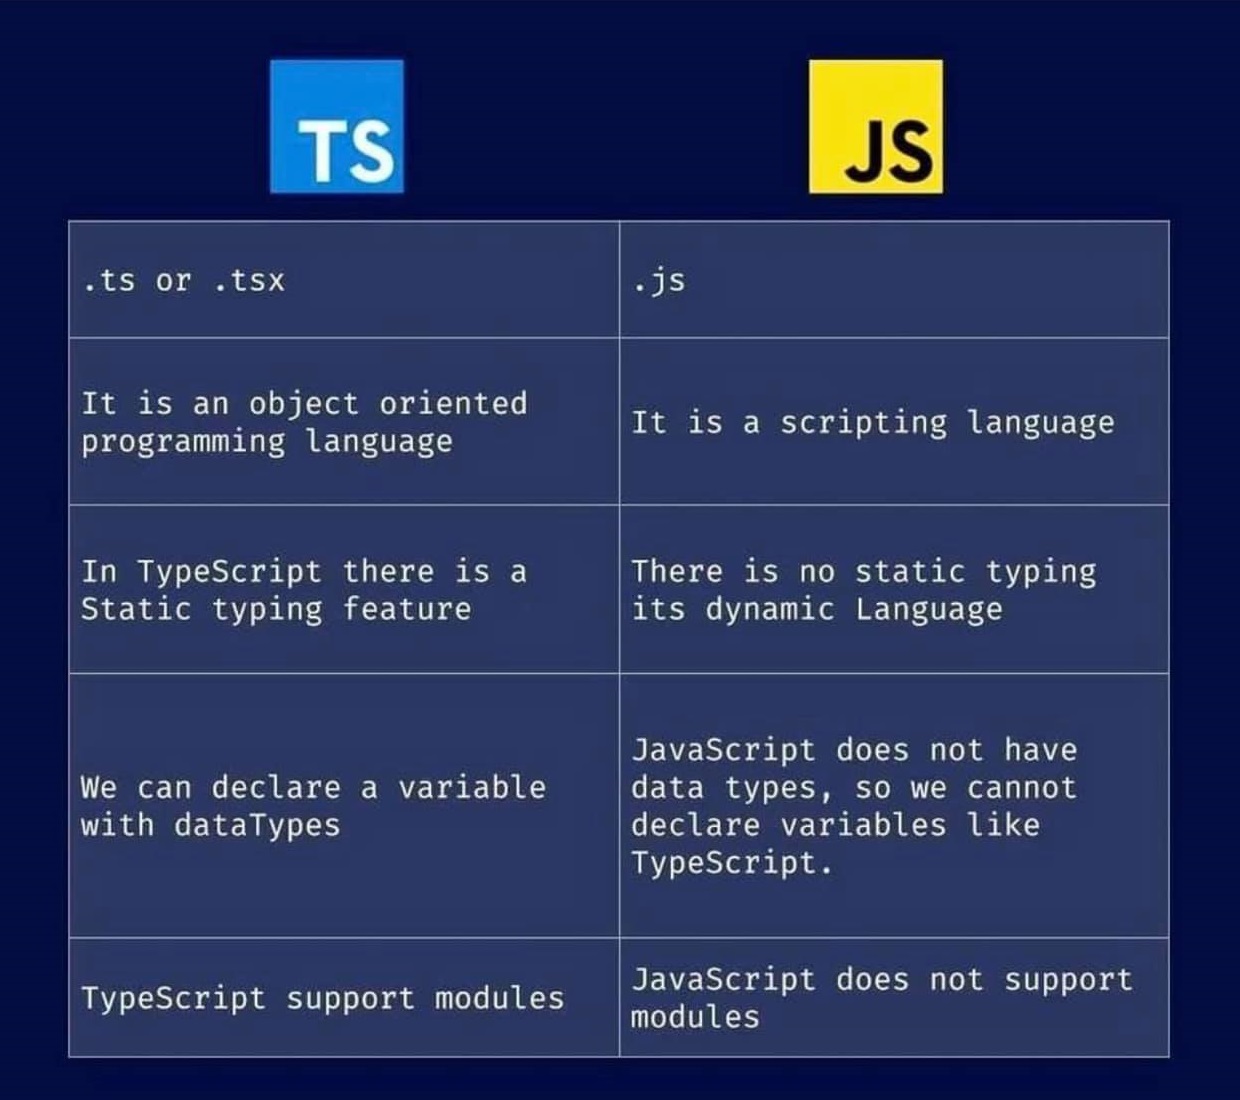 TS
JS
.ts or .tsx
.js
It is an object oriented
programming language
It is a scripting language
In TypeScript there is a
Static typing feature
There is no static typing
its dynamic Language
We can declare a variable
with dataTypes
JavaScript does not have
data types, so we cannot
declare variables like
TypeScript.
TypeScript support modules
JavaScript does not support
modules